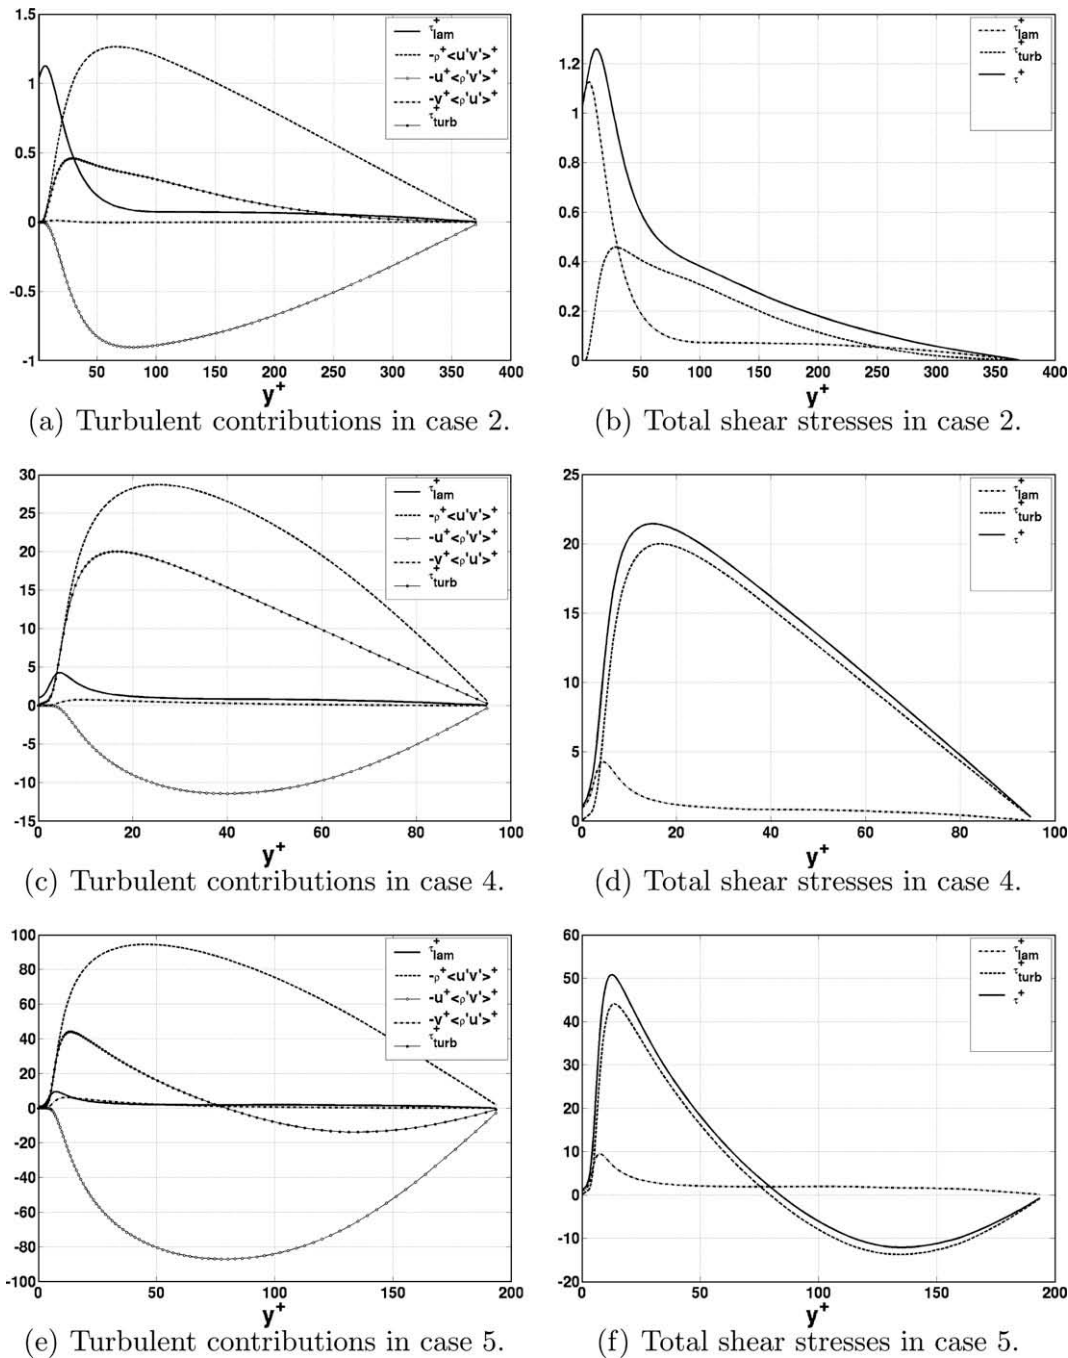 1.5
1
0.5
0
-0.5
-1
50 100 150 200 250 300 350 400
y⁺
τ⁺lam
-ρ⁺<u'v'>⁺
-u⁺<ρ'v'>⁺
-v⁺<ρ'u'>⁺
τ⁺turb
(a) Turbulent contributions in case 2.
1.2
1
0.8
0.6
0.4
0.2
0
50 100 150 200 250 300 350 400
y⁺
τ⁺lam
τ⁺turb
τ⁺
(b) Total shear stresses in case 2.
30
25
20
15
10
5
0
-5
-10
-15
0 20 40 60 80 100
y⁺
τ⁺lam
-ρ⁺<u'v'>⁺
-u⁺<ρ'v'>⁺
-v⁺<ρ'u'>⁺
τ⁺turb
(c) Turbulent contributions in case 4.
25
20
15
10
5
0
0 20 40 60 80 100
y⁺
τ⁺lam
τ⁺turb
τ⁺
(d) Total shear stresses in case 4.
100
80
60
40
20
0
-20
-40
-60
-80
-100
0 50 100 150 200
y⁺
τ⁺lam
-ρ⁺<u'v'>⁺
-u⁺<ρ'v'>⁺
-v⁺<ρ'u'>⁺
τ⁺turb
(e) Turbulent contributions in case 5.
60
50
40
30
20
10
0
-10
-20
0 50 100 150 200
y⁺
τ⁺lam
τ⁺turb
τ⁺
(f) Total shear stresses in case 5.